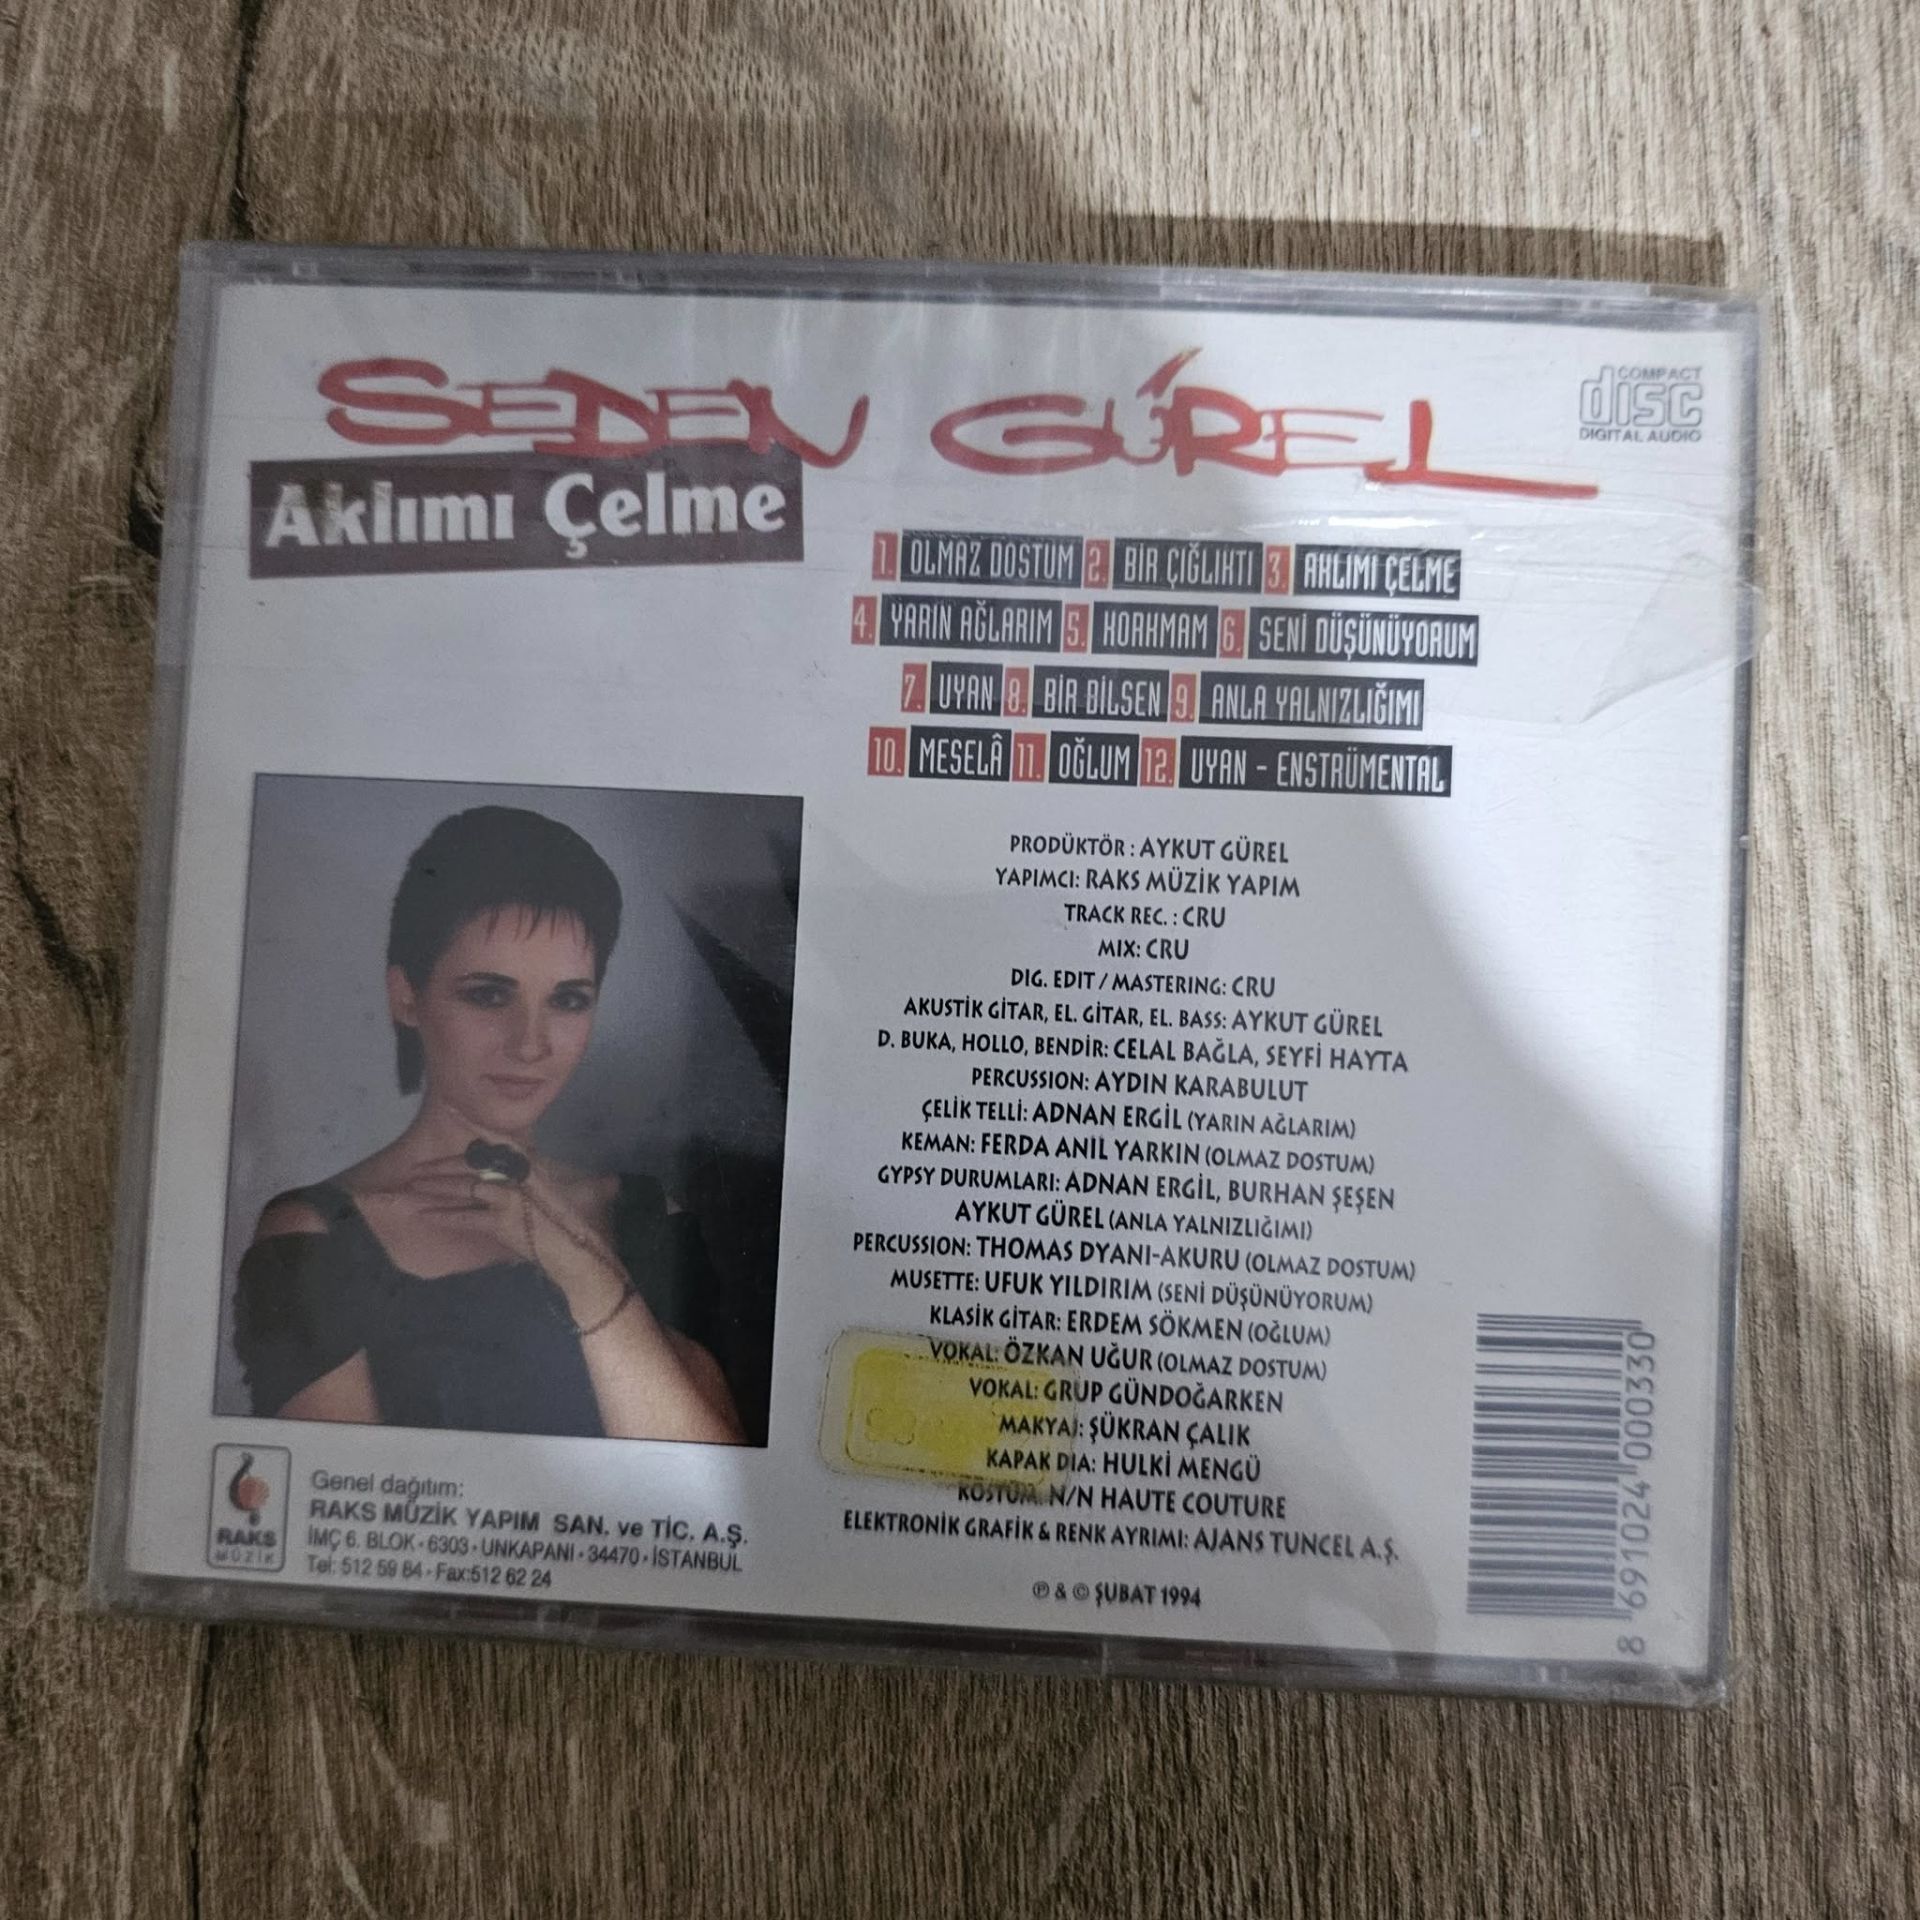 SEDEN GÜREL
Aklımı Çelme
COMPACT
disc
DIGITAL AUDIO
1. OLMAZ DOSTUM 2. BİR ÇIĞLIKTI 3. AKLIMI ÇELME
4. YARIN AĞLARIM 5. KORKMAM 6. SENİ DÜŞÜNÜYORUM
7. UYAN 8. BİR BİLSEN 9. ANLA YALNIZLIĞIMI
10. MESELÂ 11. OĞLUM 12. UYAN - ENSTRÜMENTAL
PRODÜKTÖR : AYKUT GÜREL
YAPIMCI: RAKS MÜZİK YAPIM
TRACK REC. : CRU
MIX: CRU
DIG. EDIT / MASTERING: CRU
AKUSTİK GİTAR, EL. GİTAR, EL. BASS: AYKUT GÜREL
D. BUKA, HOLLO, BENDİR: CELAL BAĞLA, SEYFİ HAYTA
PERCUSSION: AYDIN KARABULUT
ÇELİK TELLİ: ADNAN ERGİL (YARIN AĞLARIM)
KEMAN: FERDA ANIL YARKIN (OLMAZ DOSTUM)
GYPSY DURUMLARI: ADNAN ERGİL, BURHAN ŞEŞEN
AYKUT GÜREL (ANLA YALNIZLIĞIMI)
PERCUSSION: THOMAS DYANI-AKURU (OLMAZ DOSTUM)
MUSETTE: UFUK YILDIRIM (SENİ DÜŞÜNÜYORUM)
KLASİK GİTAR: ERDEM SÖKMEN (OĞLUM)
VOKAL: ÖZKAN UĞUR (OLMAZ DOSTUM)
VOKAL: GRUP GÜNDOĞARKEN
MAKYAJ: ŞÜKRAN ÇALIK
KAPAK DİA: HULKİ MENGÜ
KOSTÜM: N/N HAUTE COUTURE
ELEKTRONİK GRAFİK & RENK AYRIMI: AJANS TUNCEL A.Ş.
℗ & © ŞUBAT 1994
RAKS
MÜZİK
Genel dağıtım:
RAKS MÜZİK YAPIM SAN. ve TİC. A.Ş.
İMÇ 6. BLOK · 6303 · UNKAPANI · 34470 · İSTANBUL
Tel: 512 59 84 - Fax:512 62 24
8 691024 000330